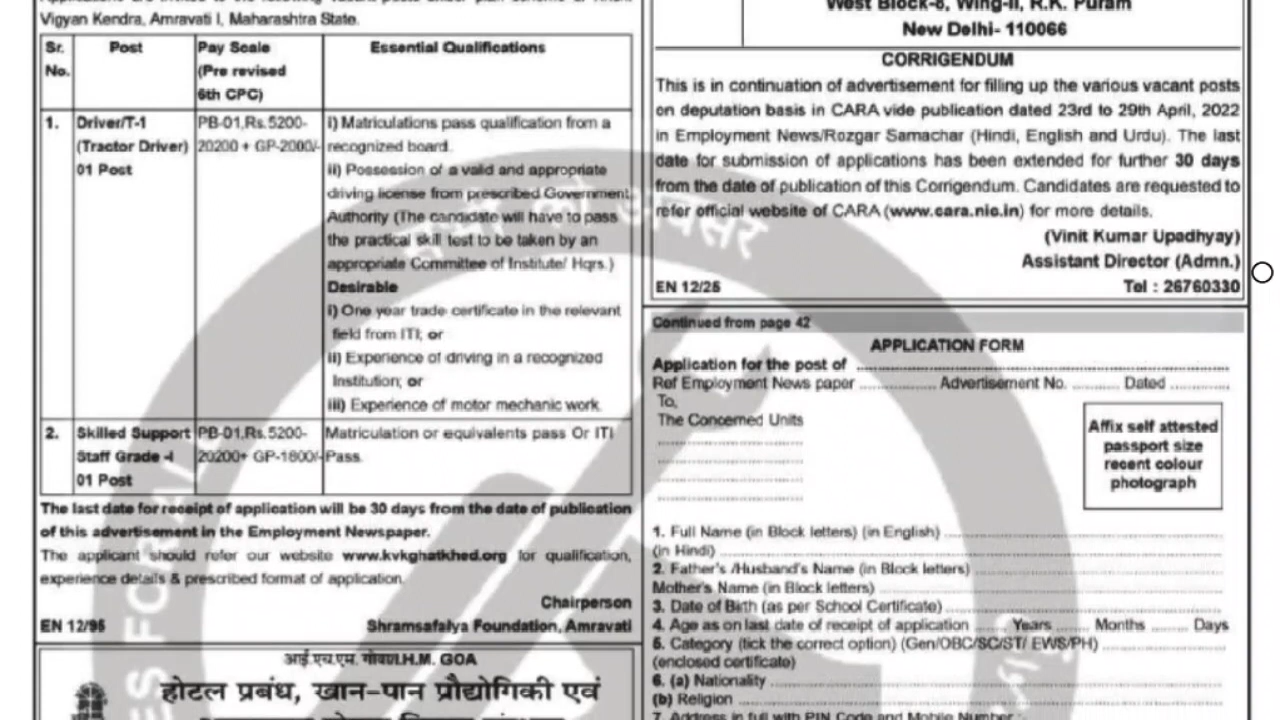 Vigyan Kendra, Amravati I, Maharashtra State.
Sr. No. Post Pay Scale (Pre revised 6th CPC) Essential Qualifications
1. Driver/T-1 (Tractor Driver) 01 Post
PB-01,Rs.5200-
20200 + GP-2000/-
i) Matriculations pass qualification from a
recognized board.
ii) Possession of a valid and appropriate
driving license from prescribed Government
Authority (The candidate will have to pass
the practical skill test to be taken by an
appropriate Committee of Institute/ Hqrs.)
Desirable
i) One year trade certificate in the relevant
field from ITI; or
ii) Experience of driving in a recognized
Institution; or
iii) Experience of motor mechanic work.
2. Skilled Support
Staff Grade -I
01 Post
PB-01,Rs.5200-
20200+ GP-1800/-
Matriculation or equivalents pass Or ITI
Pass.
The last date for receipt of application will be 30 days from the date of publication
of this advertisement in the Employment Newspaper.
The applicant should refer our website www.kvkghatkhed.org for qualification,
experience details & prescribed format of application.
Chairperson
EN 12/95 Shramsafalya Foundation, Amravati
आई.एच.एम. गोवा/I.H.M. GOA
होटल प्रबंध, खान-पान प्रौद्योगिकी एवं
West Block-8, Wing-II, R.K. Puram
New Delhi- 110066
CORRIGENDUM
This is in continuation of advertisement for filling up the various vacant posts
on deputation basis in CARA vide publication dated 23rd to 29th April, 2022
in Employment News/Rozgar Samachar (Hindi, English and Urdu). The last
date for submission of applications has been extended for further 30 days
from the date of publication of this Corrigendum. Candidates are requested to
refer official website of CARA (www.cara.nic.in) for more details.
(Vinit Kumar Upadhyay)
Assistant Director (Admn.)
EN 12/25 Tel : 26760330
Continued from page 42
APPLICATION FORM
Application for the post of
Ref Employment News paper ............ Advertisement No. .......... Dated ............
To,
The Concerned Units
Affix self attested
passport size
recent colour
photograph
1. Full Name (in Block letters) (in English)
(in Hindi)
2. Father's /Husband's Name (in Block letters)
Mother's Name (in Block letters)
3. Date of Birth (as per School Certificate)
4. Age as on last date of receipt of application ........ Years .......... Months .......... Days
5. Category (tick the correct option) (Gen/OBC/SC/ST/ EWS/PH)
(enclosed certificate)
6. (a) Nationality
(b) Religion
7. Address in full with PIN Code and Mobile Number